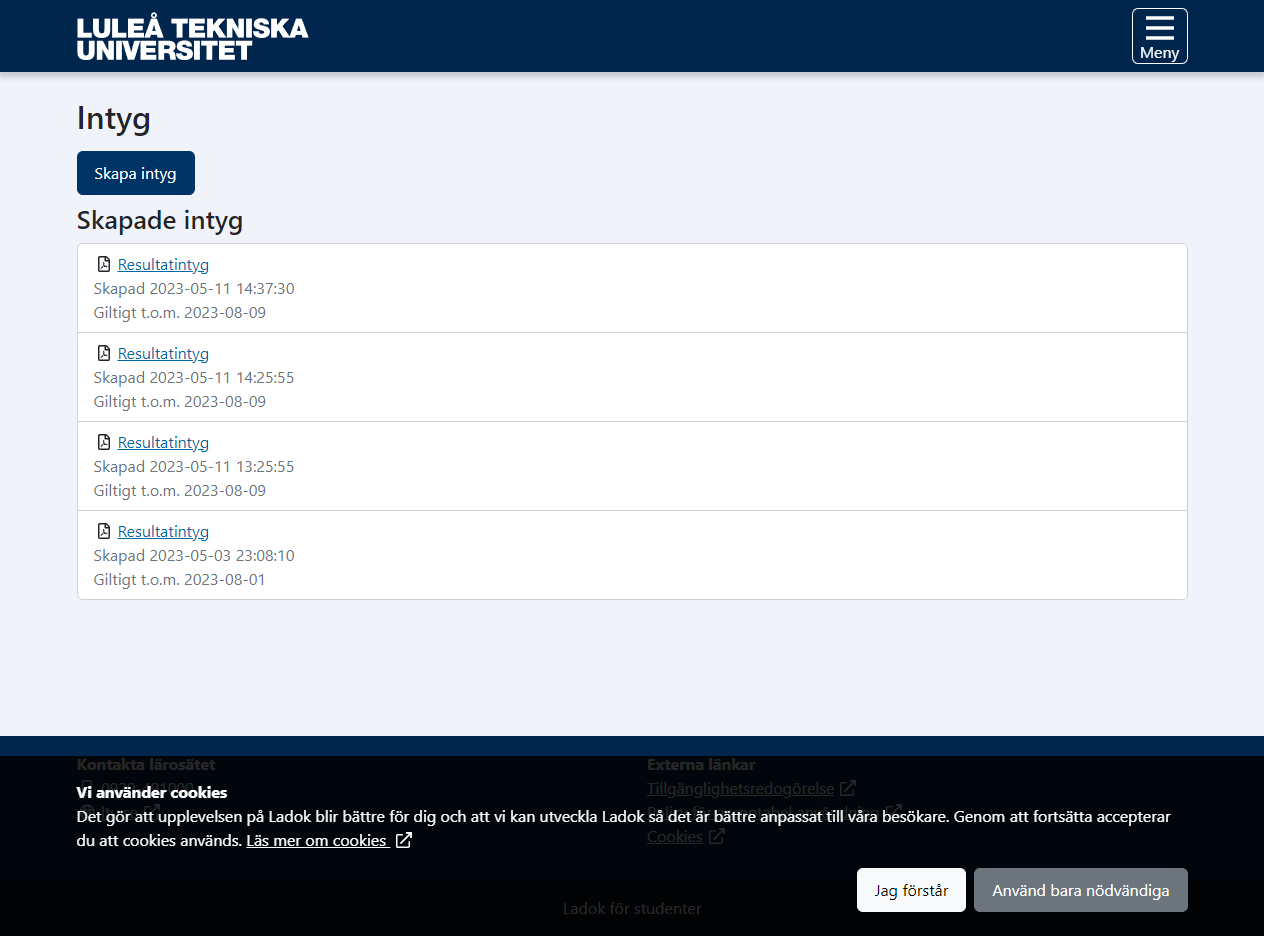 LULEÅ TEKNISKA
UNIVERSITET
Meny
Intyg
Skapa intyg
Skapade intyg
Resultatintyg
Skapad 2023-05-11 14:37:30
Giltigt t.o.m. 2023-08-09
Resultatintyg
Skapad 2023-05-11 14:25:55
Giltigt t.o.m. 2023-08-09
Resultatintyg
Skapad 2023-05-11 13:25:55
Giltigt t.o.m. 2023-08-09
Resultatintyg
Skapad 2023-05-03 23:08:10
Giltigt t.o.m. 2023-08-01
Kontakta lärosätet
Externa länkar
Tillgänglighetsredogörelse
Vi använder cookies
Det gör att upplevelsen på Ladok blir bättre för dig och att vi kan utveckla Ladok så det är bättre anpassat till våra besökare. Genom att fortsätta accepterar
du att cookies används. Läs mer om cookies
Cookies
Jag förstår
Använd bara nödvändiga
Ladok för studenter